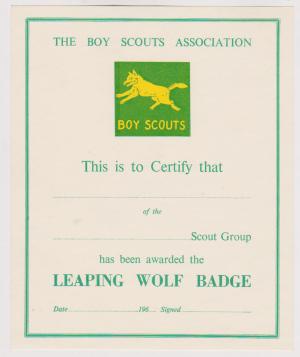 THE BOY SCOUTS ASSOCIATION
BOY SCOUTS
This is to Certify that
of the
Scout Group
has been awarded the
LEAPING WOLF BADGE
Date 196 Signed